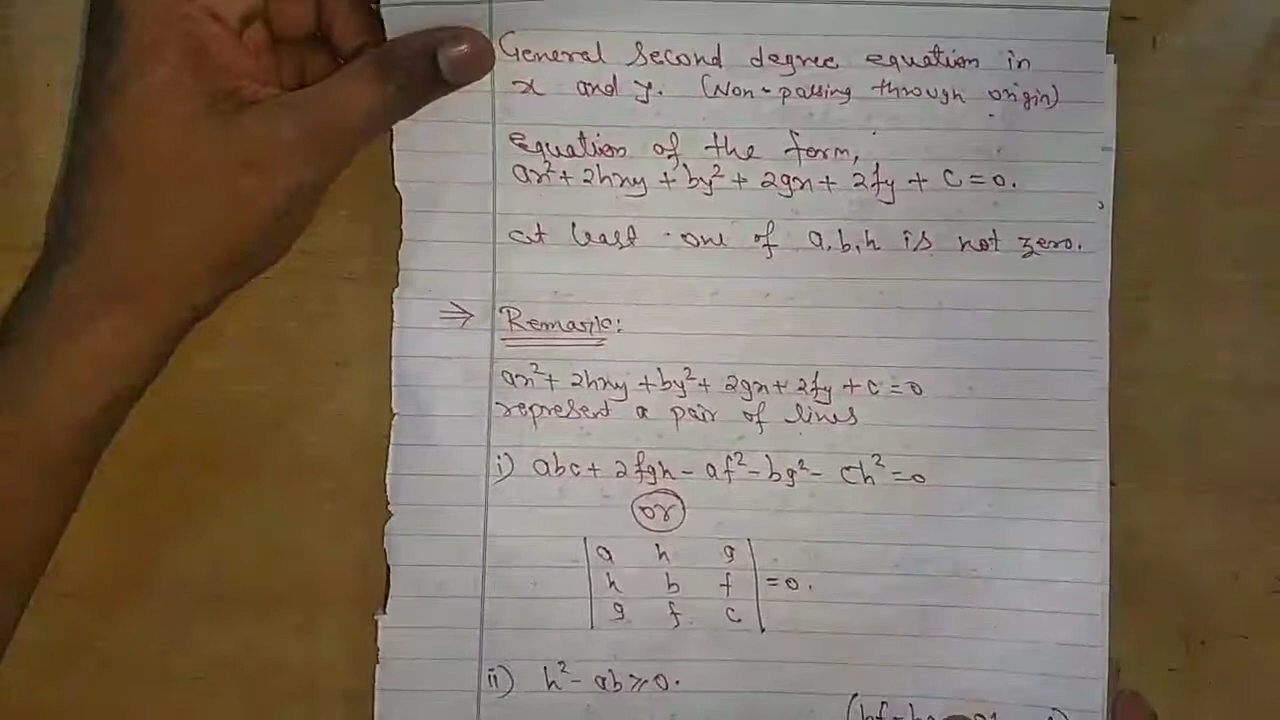 General Second degree equation in
x and y. (Non-passing through origin)
equation of the form,
ax²+2hxy+by²+2gx+2fy+c=0.
at least one of a,b,h is not zero.
⇒ Remark:
ax²+2hxy+by²+2gx+2fy+c=0
represent a pair of lines
i) abc+2fgh-af²-bg²-ch²=0
or
|a h g|
|h b f|=0.
|g f c|
ii) h²-ab≥0.